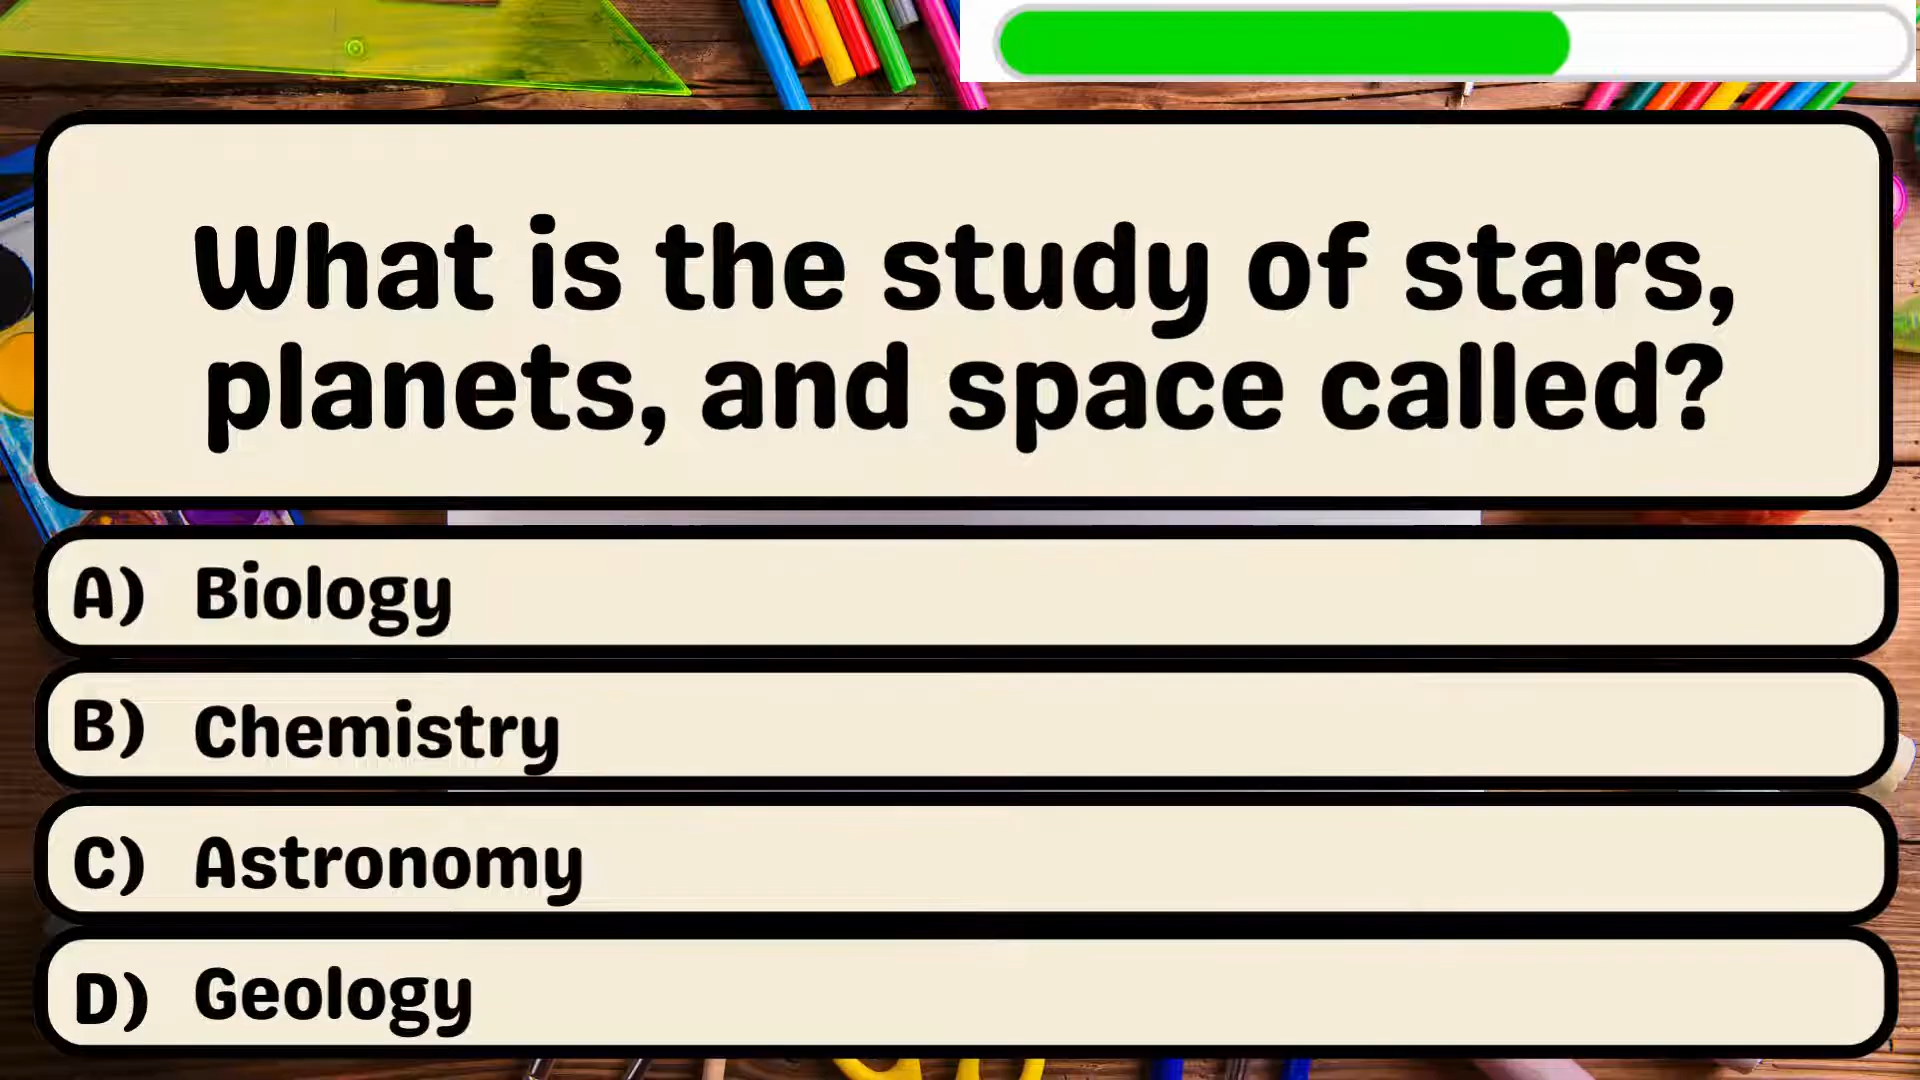 What is the study of stars,
planets, and space called?
A) Biology
B) Chemistry
C) Astronomy
D) Geology